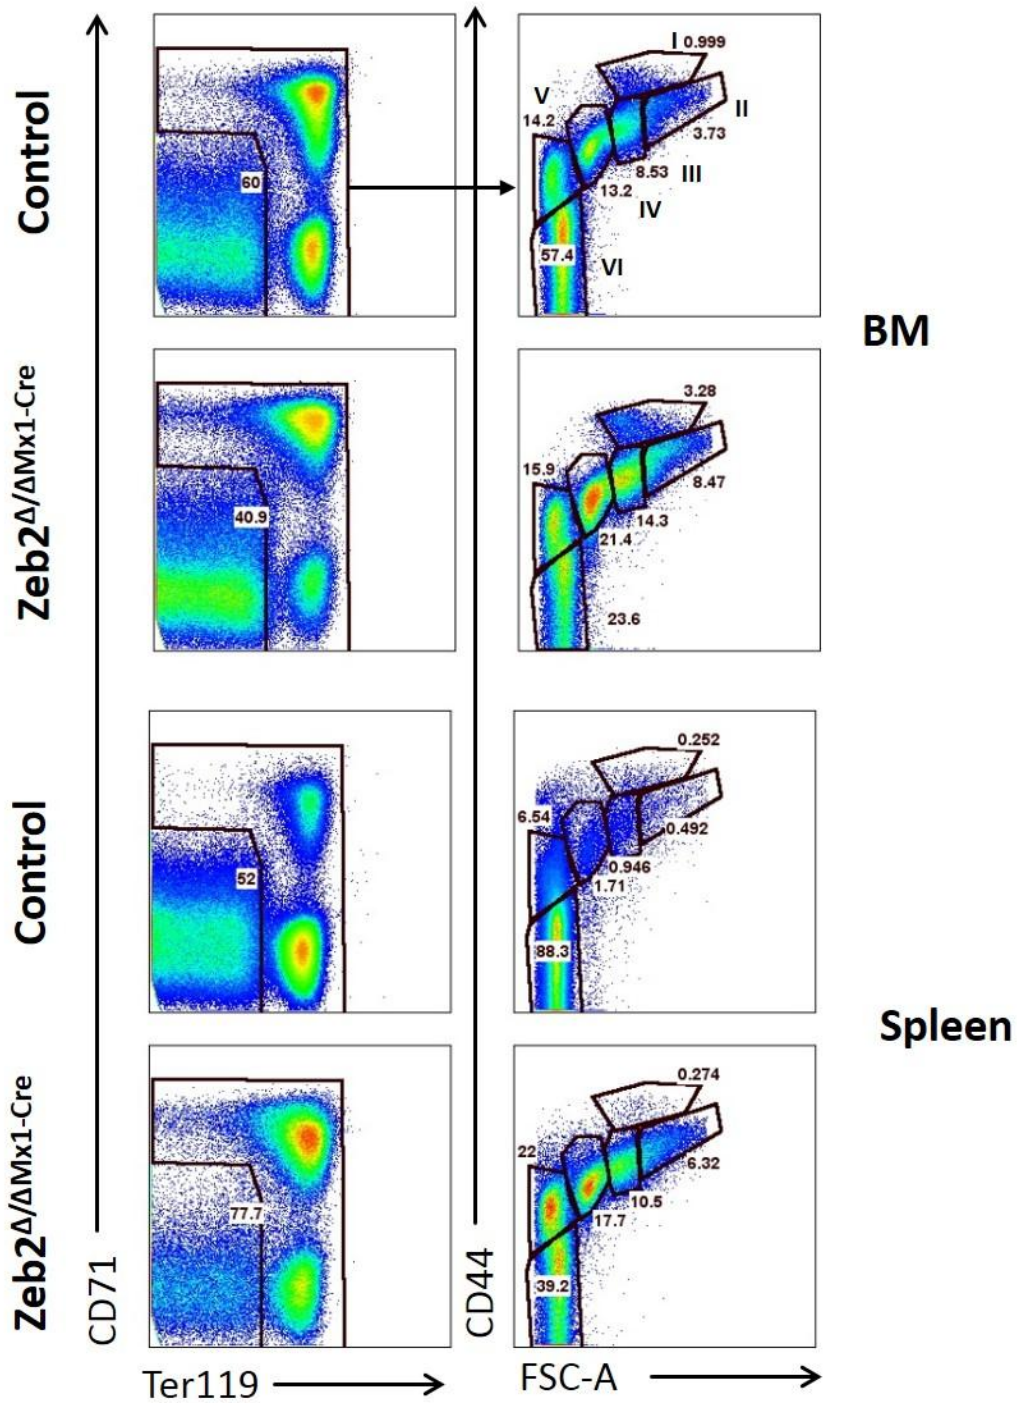 Control
CD71
CD44
60
I 0.999
V
14.2
II
3.73
8.53 III
13.2
IV
57.4
VI
BM
Zeb2Δ/ΔMx1-Cre
40.9
3.28
15.9
8.47
14.3
21.4
23.6
Control
52
0.252
6.54
0.492
0.946
1.71
88.3
Spleen
Zeb2Δ/ΔMx1-Cre
77.7
0.274
22
6.32
10.5
17.7
39.2
Ter119
FSC-A